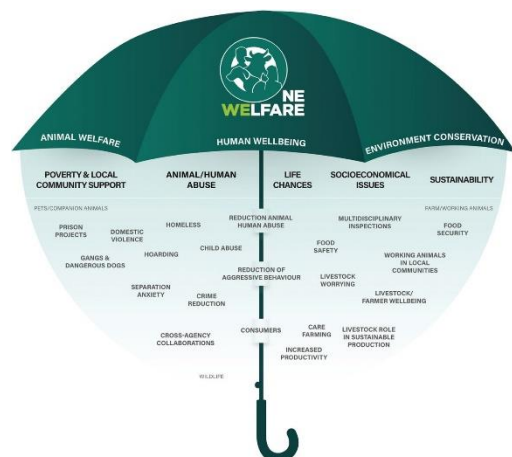 ONE
WELFARE
ANIMAL WELFARE
HUMAN WELLBEING
ENVIRONMENT CONSERVATION
POVERTY & LOCAL
COMMUNITY SUPPORT
ANIMAL/HUMAN
ABUSE
LIFE
CHANCES
SOCIOECONOMICAL
ISSUES
SUSTAINABILITY
PETS/COMPANION ANIMALS
FARM/WORKING ANIMALS
PRISON
PROJECTS
DOMESTIC
VIOLENCE
HOMELESS
REDUCTION ANIMAL
HUMAN ABUSE
MULTIDISCIPLINARY
INSPECTIONS
FOOD
SECURITY
GANGS &
DANGEROUS DOGS
HOARDING
CHILD ABUSE
FOOD
SAFETY
WORKING ANIMALS
IN LOCAL
COMMUNITIES
SEPARATION
ANXIETY
CRIME
REDUCTION
REDUCTION OF
AGGRESSIVE BEHAVIOUR
LIVESTOCK
WORRYING
LIVESTOCK/
FARMER WELLBEING
CROSS-AGENCY
COLLABORATIONS
CONSUMERS
CARE
FARMING
LIVESTOCK ROLE
IN SUSTAINABLE
PRODUCTION
INCREASED
PRODUCTIVITY
WILDLIFE